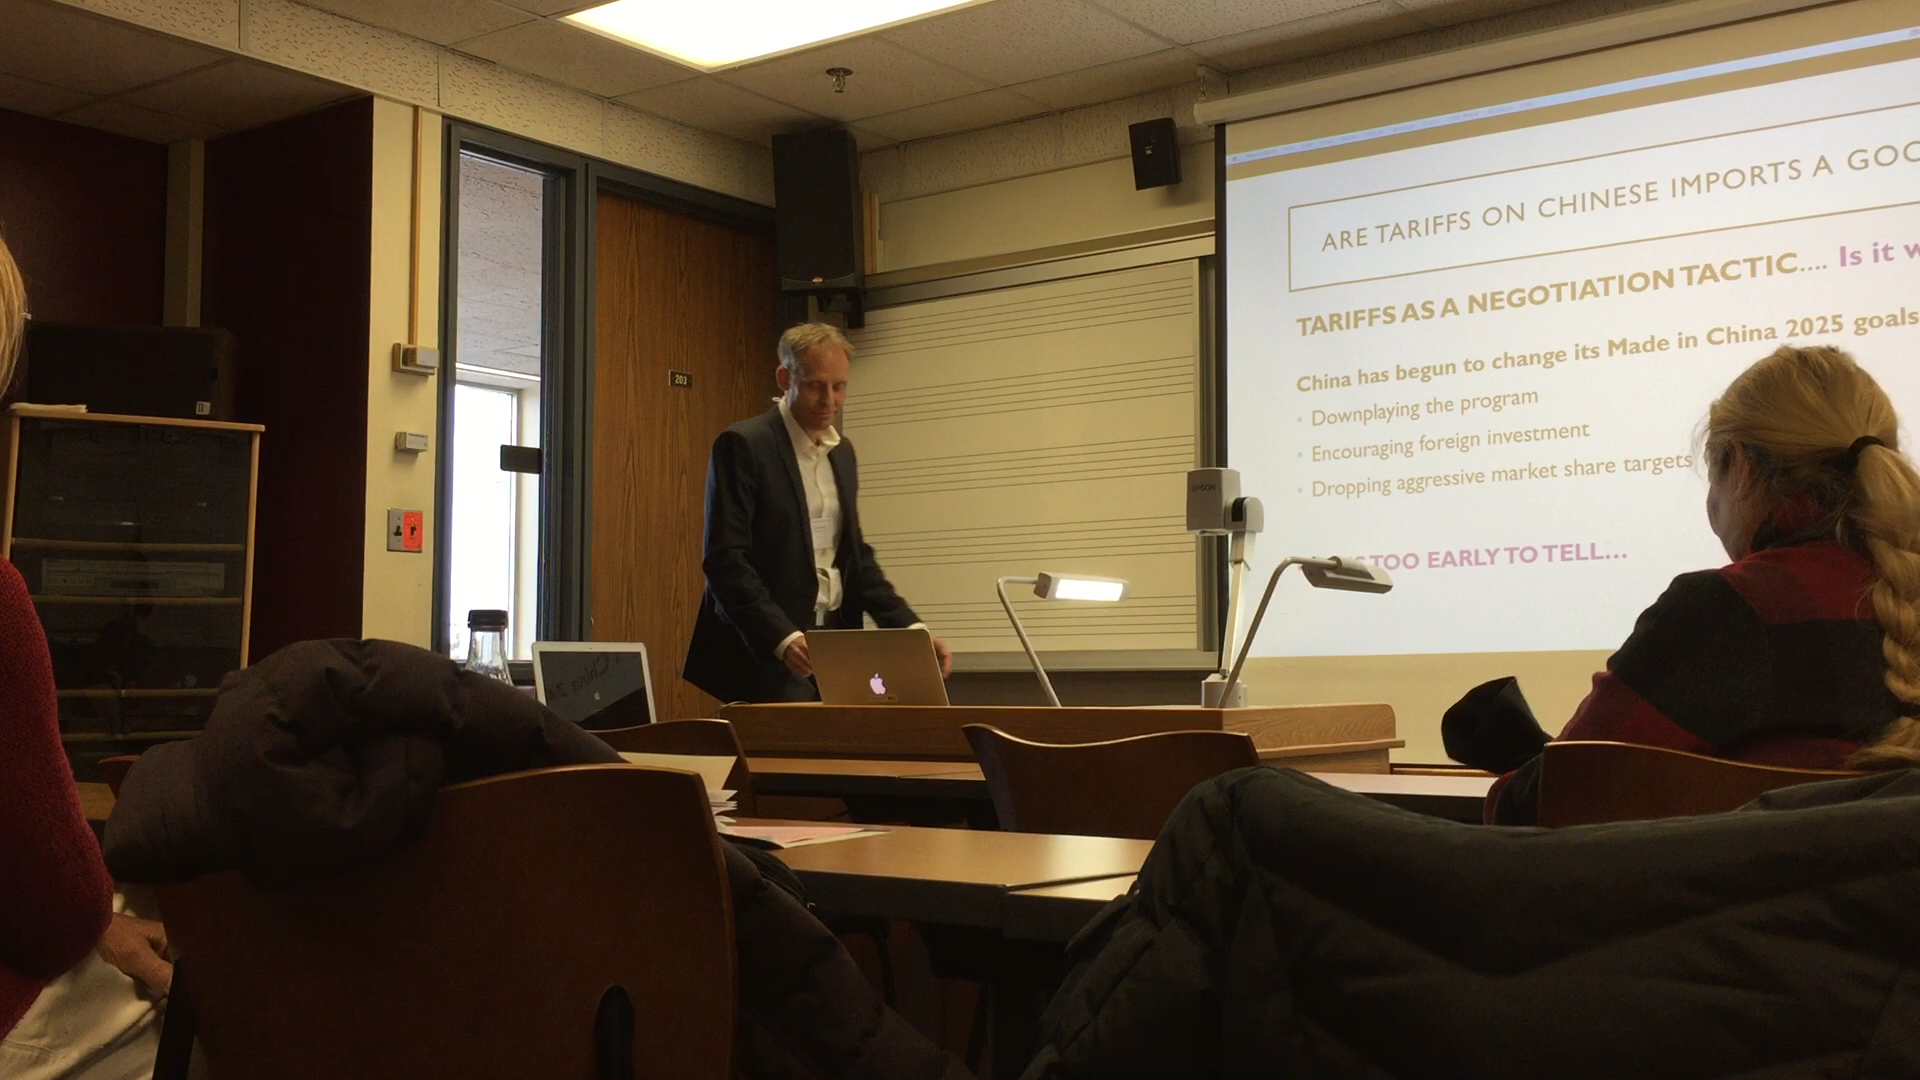 ARE TARIFFS ON CHINESE IMPORTS A
TARIFFS AS A NEGOTIATION TACTIC.... Is it
China has begun to change its Made in China 2025 goals
• Downplaying the program
• Encouraging foreign investment
• Dropping aggressive market share targets
TOO EARLY TO TELL...
203
EPSON